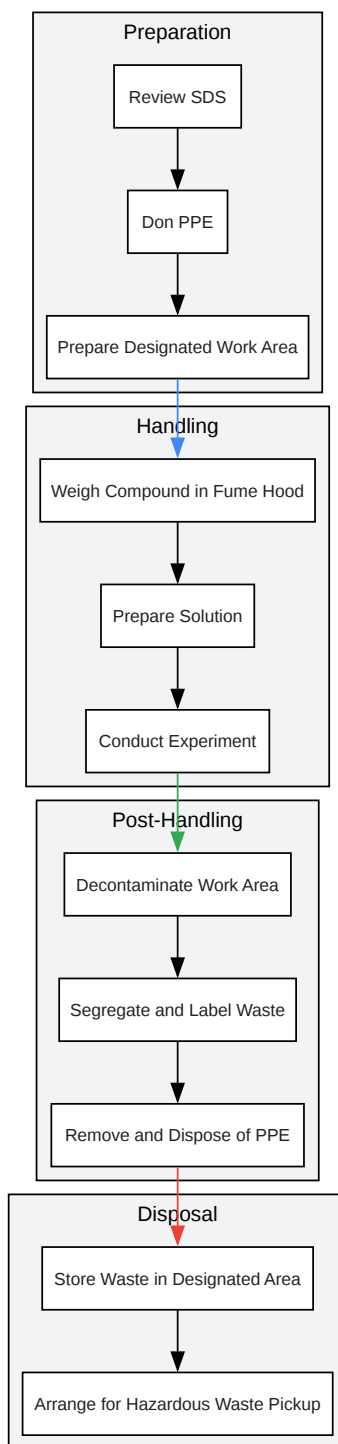 Preparation
Review SDS
Don PPE
Prepare Designated Work Area
Handling
Weigh Compound in Fume Hood
Prepare Solution
Conduct Experiment
Post-Handling
Decontaminate Work Area
Segregate and Label Waste
Remove and Dispose of PPE
Disposal
Store Waste in Designated Area
Arrange for Hazardous Waste Pickup